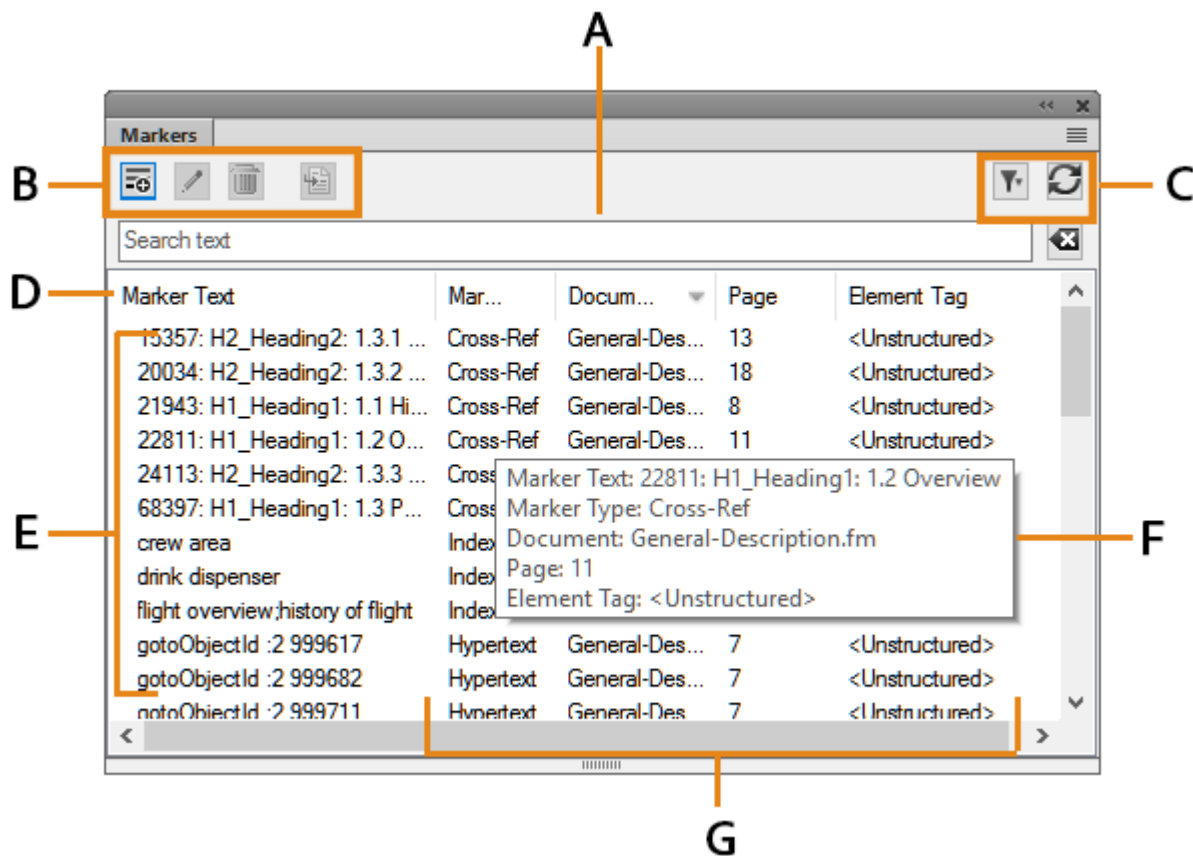 A
Markers
B
C
Search text
D
Marker Text Mar... Docum... Page Element Tag
15357: H2_Heading2: 1.3.1 ... Cross-Ref General-Des... 13 <Unstructured>
20034: H2_Heading2: 1.3.2 ... Cross-Ref General-Des... 18 <Unstructured>
21943: H1_Heading1: 1.1 Hi... Cross-Ref General-Des... 8 <Unstructured>
22811: H1_Heading1: 1.2 O... Cross-Ref General-Des... 11 <Unstructured>
24113: H2_Heading2: 1.3.3 ... Cross
68397: H1_Heading1: 1.3 P... Cross
crew area Index
drink dispenser Index
flight overview;history of flight Index
Marker Text: 22811: H1_Heading1: 1.2 Overview
Marker Type: Cross-Ref
Document: General-Description.fm
Page: 11
Element Tag: <Unstructured>
E
F
gotoObjectId :2 999617 Hypertext General-Des... 7 <Unstructured>
gotoObjectId :2 999682 Hypertext General-Des... 7 <Unstructured>
gotoObjectId :2 999711 Hypertext General-Des 7 <Unstructured>
G